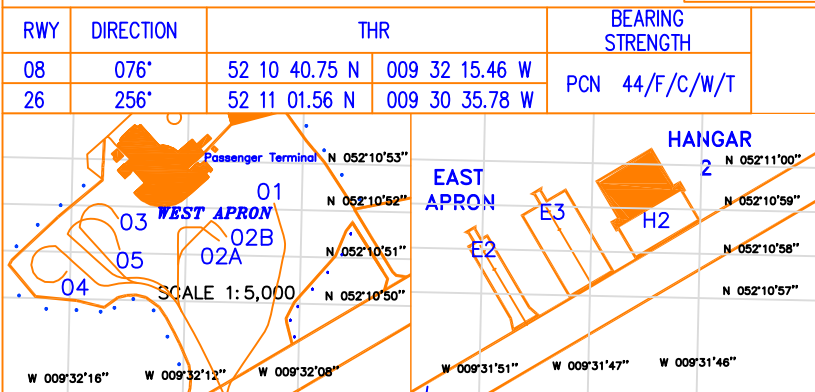 RWY DIRECTION THR BEARING STRENGTH
08 076° 52 10 40.75 N 009 32 15.46 W PCN 44/F/C/W/T
26 256° 52 11 01.56 N 009 30 35.78 W
Passenger Terminal
N 052°10'53"
01
N 052°10'52"
WEST APRON
03
02B
02A
N 052°10'51"
05
04
SCALE 1:5,000
N 052°10'50"
W 009°32'16"
W 009°32'12"
W 009°32'08"
HANGAR
2
N 052°11'00"
EAST
APRON
N 052°10'59"
E3
H2
E2
N 052°10'58"
N 052°10'57"
W 009°31'51"
W 009°31'47"
W 009°31'46"